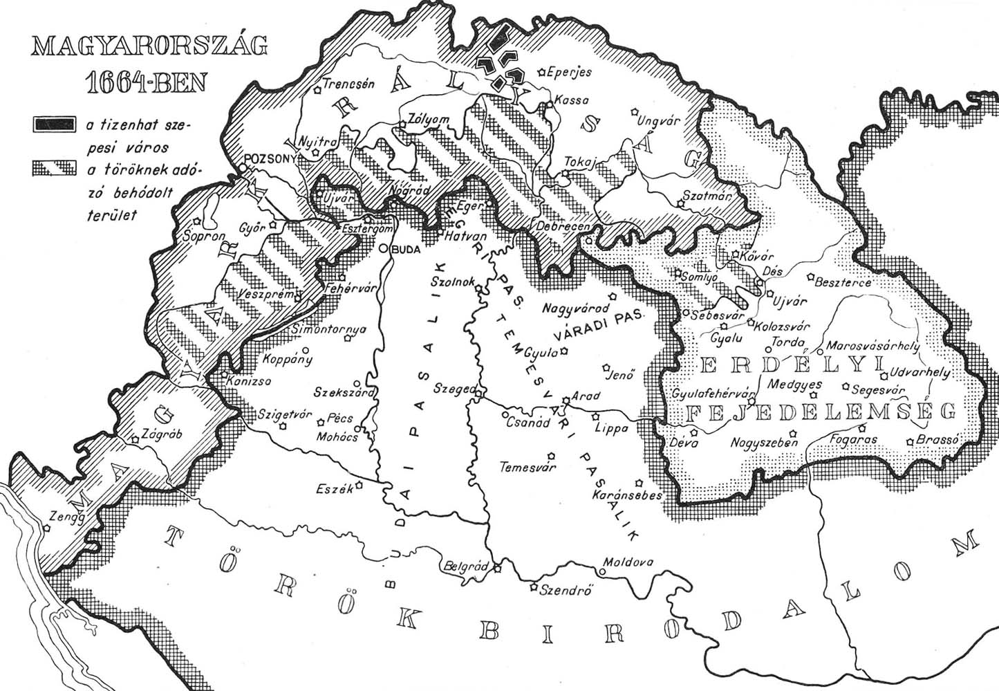 MAGYARORSZÁG
1664-BEN
a tizenhat sze-
pesi város
a töröknek adó-
zó behódolt
terület
MAGYAR KIRÁLYSÁG
Trencsén
Eperjes
Kassa
Ungvár
Zólyom
Nyitra
POZSONY
Tokaj
Szatmár
Ujvár
Nógrád
Eger
Sopron
Győr
Esztergom
Hatvan
Debrecen
BUDA
Kővár
Somlyó
Dés
Beszterce
Fehérvár
Szolnok
Veszprém
Nagyvárad
Ujvár
Sebesvár
Kolozsvár
Gyalu
Simontornya
Torda
Marosvásárhely
Koppány
Gyula
Jenő
Udvarhely
Kanizsa
Szekszárd
Szeged
Arad
Medgyes
Segesvár
Gyulafehérvár
Szigetvár
Pécs
Mohács
Csanád
Lippa
Déva
Nagyszeben
Fogaras
Brassó
Zágráb
Temesvár
Eszék
Karánsebes
Zengg
Belgrád
Moldova
Szendrő
EGRI PAS.
VÁRADI PAS.
TEMESVÁRI PASALIK
BUDAI PASALIK
ERDÉLYI
FEJEDELEMSÉG
TÖRÖK BIRODALOM